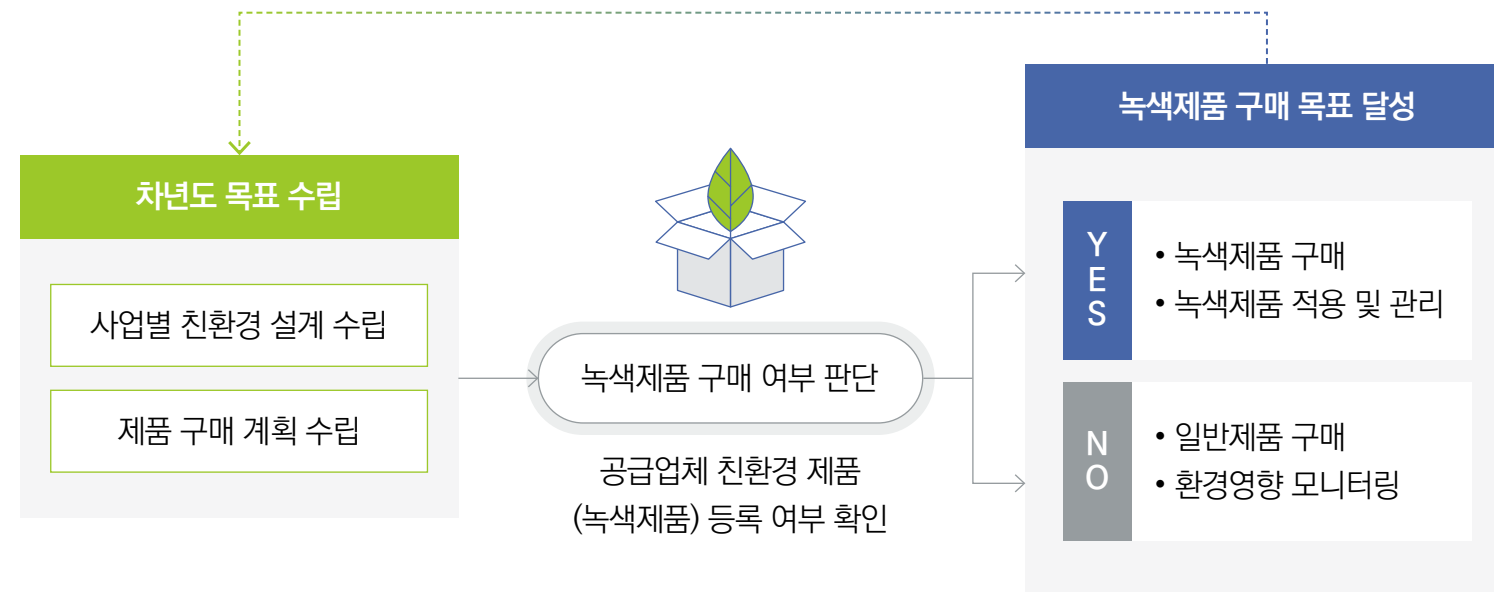 차년도 목표 수립
사업별 친환경 설계 수립
제품 구매 계획 수립
녹색제품 구매 여부 판단
공급업체 친환경 제품
(녹색제품) 등록 여부 확인
녹색제품 구매 목표 달성
YES
• 녹색제품 구매
• 녹색제품 적용 및 관리
NO
• 일반제품 구매
• 환경영향 모니터링